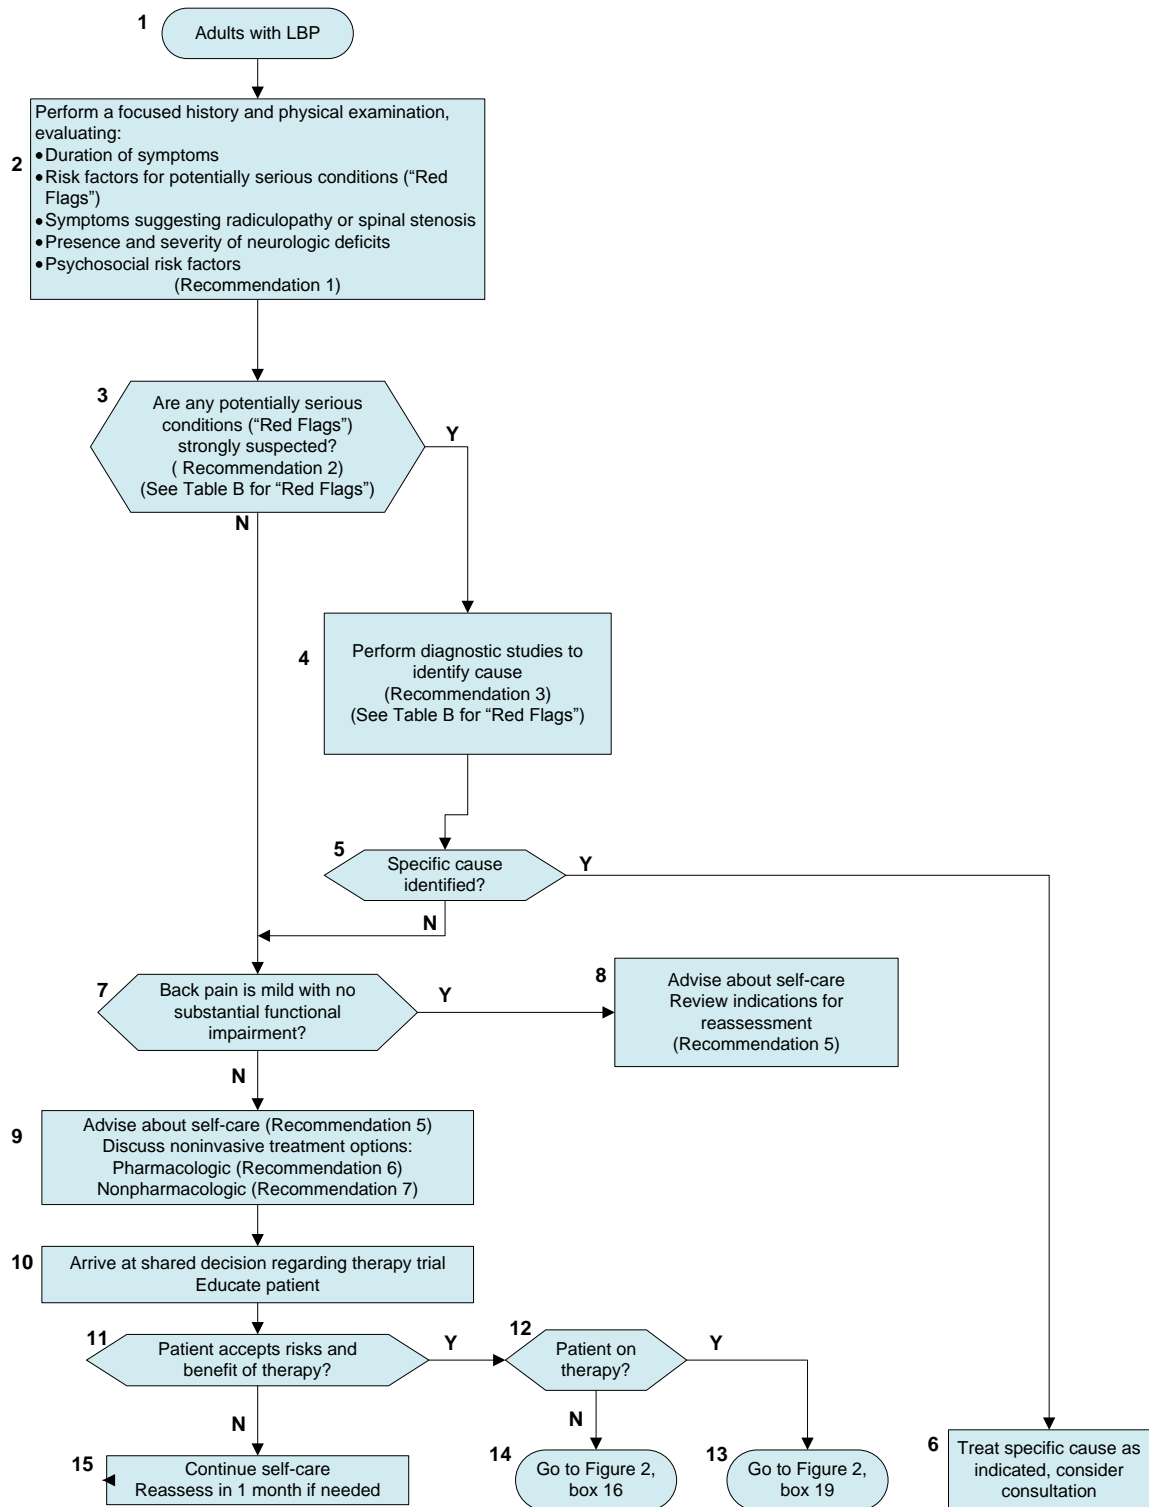 1
Adults with LBP
2
Perform a focused history and physical examination,
evaluating:
•Duration of symptoms
•Risk factors for potentially serious conditions (“Red
Flags”)
•Symptoms suggesting radiculopathy or spinal stenosis
•Presence and severity of neurologic deficits
•Psychosocial risk factors
(Recommendation 1)
3
Are any potentially serious
conditions (“Red Flags”)
strongly suspected?
( Recommendation 2)
(See Table B for “Red Flags”)
Y
N
4
Perform diagnostic studies to
identify cause
(Recommendation 3)
(See Table B for “Red Flags”)
5
Specific cause
identified?
Y
N
7
Back pain is mild with no
substantial functional
impairment?
Y
N
8
Advise about self-care
Review indications for
reassessment
(Recommendation 5)
9
Advise about self-care (Recommendation 5)
Discuss noninvasive treatment options:
Pharmacologic (Recommendation 6)
Nonpharmacologic (Recommendation 7)
10
Arrive at shared decision regarding therapy trial
Educate patient
11
Patient accepts risks and
benefit of therapy?
Y
N
12
Patient on
therapy?
Y
N
15
Continue self-care
Reassess in 1 month if needed
14
Go to Figure 2,
box 16
13
Go to Figure 2,
box 19
6
Treat specific cause as
indicated, consider
consultation